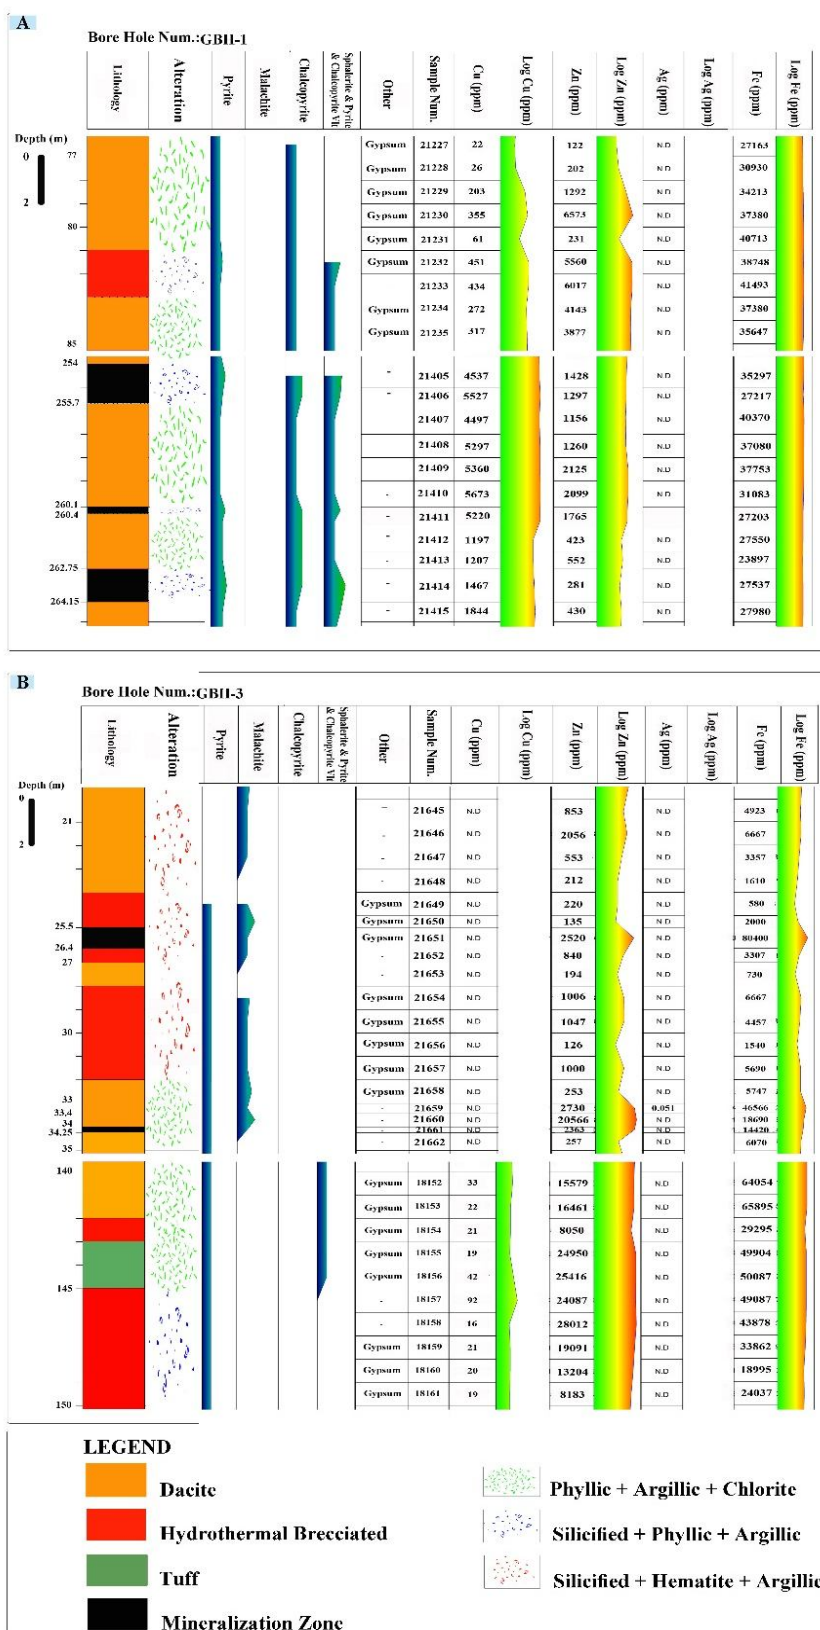 A
Bore Hole Num.:GBH-1
Lithology Alteration Pyrite Malachite Chalcopyrite Sphalerite & Pyrite & Chalcopyrite Vlt Other Sample Num. Cu (ppm) Log Cu (ppm) Zn (ppm) Log Zn (ppm) Ag (ppm) Log Ag (ppm) Fe (ppm) Log Fe (ppm)
Depth (m)
0
2
77
80
85
254
255.7
260.1
260.4
262.75
264.15
Gypsum 21227 22 122 N.D 27163
Gypsum 21228 26 202 N.D 30930
Gypsum 21229 203 1292 N.D 34213
Gypsum 21230 355 6573 N.D 37380
Gypsum 21231 61 231 N.D 40713
Gypsum 21232 451 5560 N.D 38748
21233 434 6017 N.D 41493
Gypsum 21234 272 4143 N.D 37380
Gypsum 21235 317 3877 N.D 35647
- 21405 4537 1428 N.D 35297
- 21406 5527 1297 N.D 27217
21407 4497 1156 N.D 40370
21408 5297 1260 N.D 37080
21409 5360 2125 N.D 37753
- 21410 5673 2099 N.D 31083
- 21411 5220 1765 27203
- 21412 1197 423 N.D 27550
- 21413 1207 552 N.D 23897
- 21414 1467 281 N.D 27537
- 21415 1844 430 N.D 27980
B
Bore Hole Num.:GBH-3
Lithology Alteration Pyrite Malachite Chalcopyrite Sphalerite & Pyrite & Chalcopyrite Vlt Other Sample Num. Cu (ppm) Log Cu (ppm) Zn (ppm) Log Zn (ppm) Ag (ppm) Log Ag (ppm) Fe (ppm) Log Fe (ppm)
Depth (m)
0
2
21
25.5
26.4
27
30
33
33.4
34
34.25
35
140
145
150
- 21645 N.D 853 N.D 4923
- 21646 N.D 2056 N.D 6667
- 21647 N.D 553 N.D 3357
- 21648 N.D 212 N.D 1610
Gypsum 21649 N.D 220 N.D 580
Gypsum 21650 N.D 135 N.D 2000
Gypsum 21651 N.D 2520 N.D 80400
- 21652 N.D 840 N.D 3307
- 21653 N.D 194 N.D 730
Gypsum 21654 N.D 1006 N.D 6667
Gypsum 21655 N.D 1047 N.D 4457
Gypsum 21656 N.D 126 N.D 1540
Gypsum 21657 N.D 1000 N.D 5690
Gypsum 21658 N.D 253 N.D 5747
- 21659 N.D 2730 0.051 46566
- 21660 N.D 20566 N.D 18690
- 21661 N.D 2363 N.D 14420
- 21662 N.D 257 N.D 6070
Gypsum 18152 33 15579 N.D 64054
Gypsum 18153 22 16461 N.D 65895
Gypsum 18154 21 8050 N.D 29295
Gypsum 18155 19 24950 N.D 49904
Gypsum 18156 42 25416 N.D 50087
- 18157 92 24087 N.D 49087
- 18158 16 28012 N.D 43878
Gypsum 18159 21 19091 N.D 33862
Gypsum 18160 20 13204 N.D 18995
Gypsum 18161 19 8183 N.D 24037
LEGEND
Dacite
Hydrothermal Brecciated
Tuff
Mineralization Zone
Phyllic + Argillic + Chlorite
Silicified + Phyllic + Argillic
Silicified + Hematite + Argillic